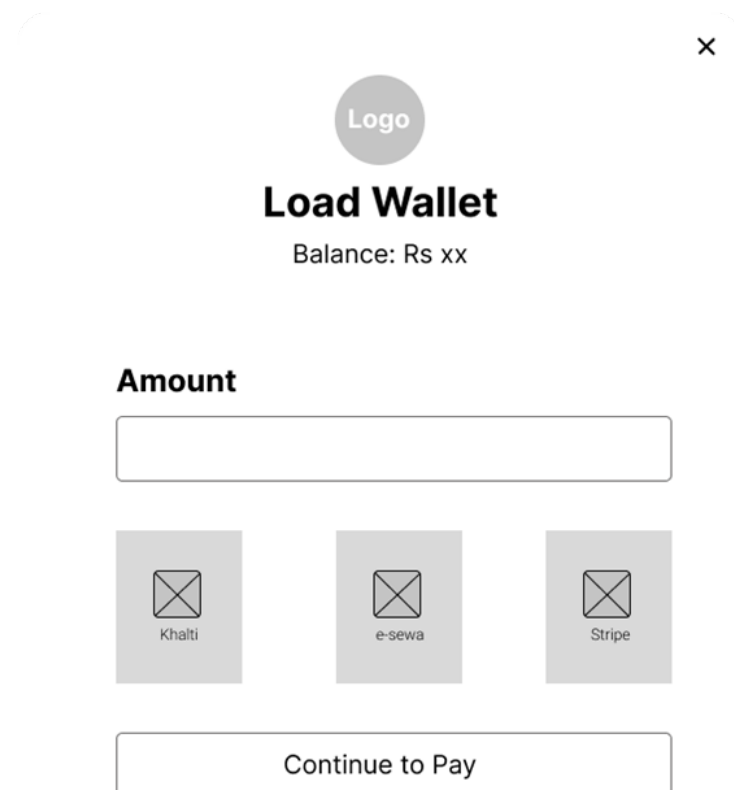 Logo
Load Wallet
Balance: Rs xx
Amount
Khalti e-sewa Stripe
Continue to Pay